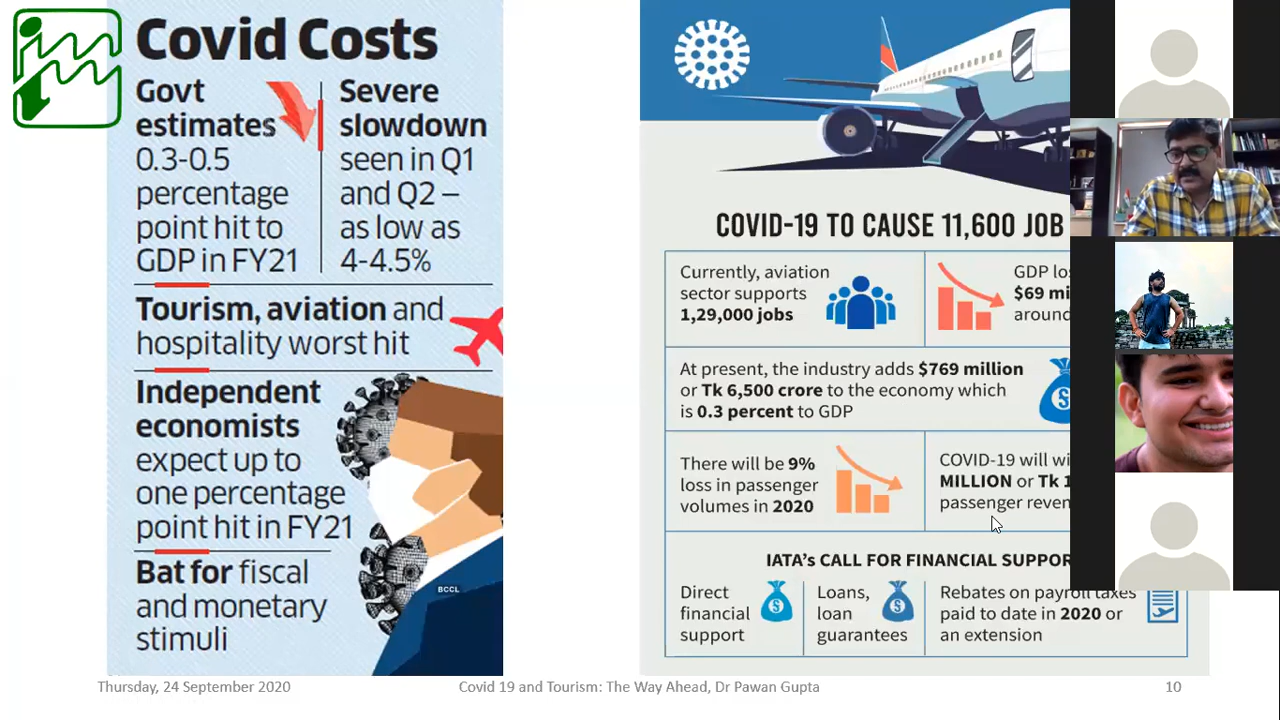 Covid Costs
Govt
estimates
0.3-0.5
percentage
point hit to
GDP in FY21
Severe
slowdown
seen in Q1
and Q2 –
as low as
4-4.5%
Tourism, aviation and
hospitality worst hit
Independent
economists
expect up to
one percentage
point hit in FY21
Bat for fiscal
and monetary
stimuli
BCCL
COVID-19 TO CAUSE 11,600 JOB
Currently, aviation
sector supports
1,29,000 jobs
GDP lo
$69 mi
around
At present, the industry adds $769 million
or Tk 6,500 crore to the economy which
is 0.3 percent to GDP
There will be 9%
loss in passenger
volumes in 2020
COVID-19 will wi
MILLION or Tk 1
passenger reven
IATA's CALL FOR FINANCIAL SUPPOR
Direct
financial
support
Loans,
loan
guarantees
Rebates on payroll taxes
paid to date in 2020 or
an extension
Thursday, 24 September 2020
Covid 19 and Tourism: The Way Ahead, Dr Pawan Gupta
10